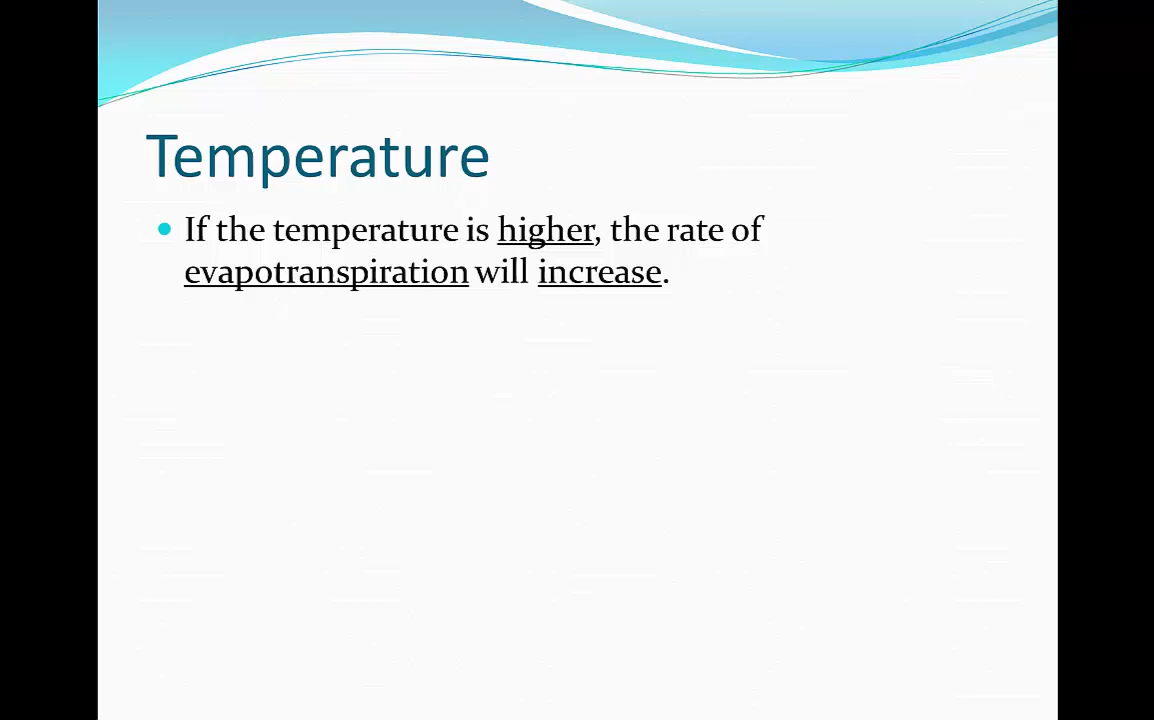 Temperature
If the temperature is higher, the rate of
evapotranspiration will increase.